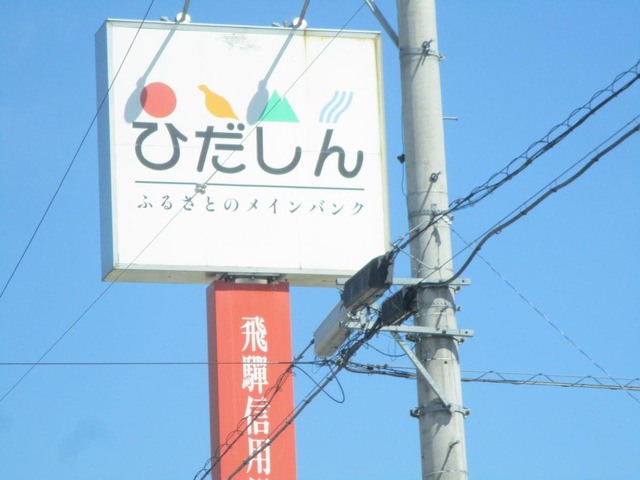 ひだしん
ふるさとのメインバンク
飛驒信用